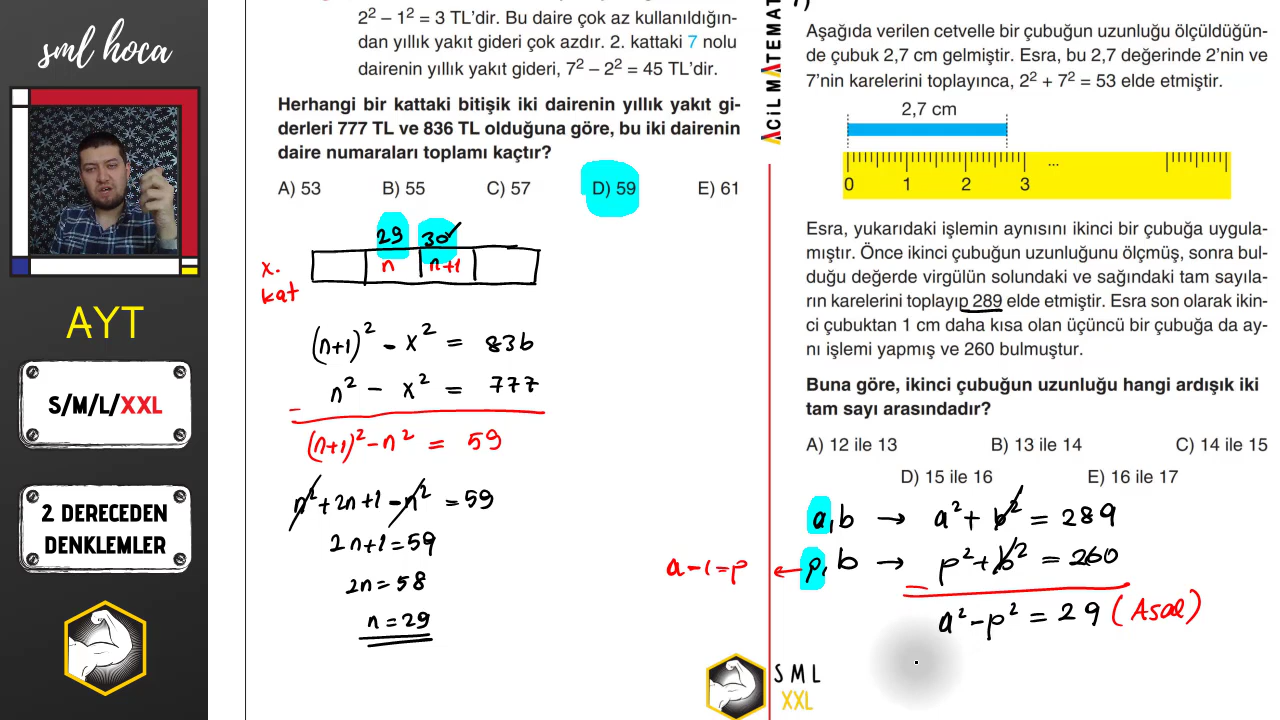 sml hoca
AYT
S/M/L/XXL
2. DERECEDEN
DENKLEMLER
2² – 1² = 3 TL'dir. Bu daire çok az kullanıldığın-
dan yıllık yakıt gideri çok azdır. 2. kattaki 7 nolu
dairenin yıllık yakıt gideri, 7² – 2² = 45 TL'dir.
Herhangi bir kattaki bitişik iki dairenin yıllık yakıt gi-
derleri 777 TL ve 836 TL olduğuna göre, bu iki dairenin
daire numaraları toplamı kaçtır?
A) 53 B) 55 C) 57 D) 59 E) 61
29 30
x. n n+1
kat
(n+1)² - x² = 836
n² - x² = 777
(n+1)² - n² = 59
n² + 2n + 1 - n² = 59
2n+1 = 59
2n = 58
n = 29
ACİL MATEMAT
Aşağıda verilen cetvelle bir çubuğun uzunluğu ölçüldüğün-
de çubuk 2,7 cm gelmiştir. Esra, bu 2,7 değerinde 2'nin ve
7'nin karelerini toplayınca, 2² + 7² = 53 elde etmiştir.
2,7 cm
0 1 2 3 ...
Esra, yukarıdaki işlemin aynısını ikinci bir çubuğa uygula-
mıştır. Önce ikinci çubuğun uzunluğunu ölçmüş, sonra bul-
duğu değerde virgülün solundaki ve sağındaki tam sayıla-
rın karelerini toplayıp 289 elde etmiştir. Esra son olarak ikin-
ci çubuktan 1 cm daha kısa olan üçüncü bir çubuğa da ay-
nı işlemi yapmış ve 260 bulmuştur.
Buna göre, ikinci çubuğun uzunluğu hangi ardışık iki
tam sayı arasındadır?
A) 12 ile 13 B) 13 ile 14 C) 14 ile 15
D) 15 ile 16 E) 16 ile 17
a,b → a² + b² = 289
a-1=p ← p,b → p² + b² = 260
a² - p² = 29 (Asal)
SML
XXL